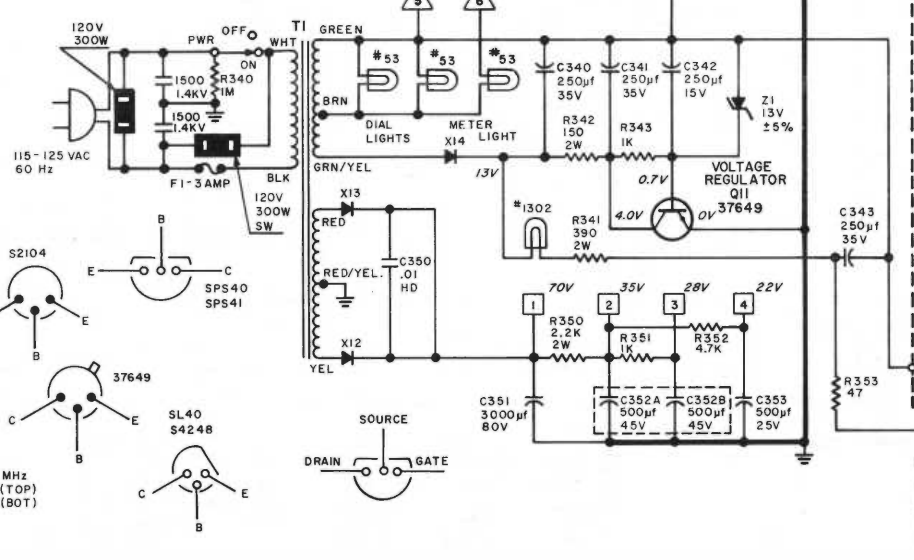 120V
300W
OFF
PWR
ON
WHT
T1
GREEN
5
6
1500
1.4KV
R340
1M
1500
1.4KV
115-125 VAC
60 Hz
F1-3AMP
BLK
120V
300W
SW
#53
#53
#53
BRN
DIAL
LIGHTS
METER
LIGHT
X14
GRN/YEL
C340
250µf
35V
C341
250µf
35V
C342
250µf
15V
Z1
13V
±5%
R342
150
2W
R343
1K
13V
0.7V
4.0V
0V
VOLTAGE
REGULATOR
Q11
37649
#1302
R341
390
2W
C343
250µf
35V
X13
RED
RED/YEL.
C350
.01
HD
X12
YEL
70V
35V
28V
22V
1
2
3
4
R350
2.2K
2W
R351
1K
R352
4.7K
C351
3000µf
80V
C352A
500µf
45V
C352B
500µf
45V
C353
500µf
25V
R353
47
S2104
E
B
B
E
C
SPS40
SPS41
37649
C
E
B
SL40
S4248
C
E
B
SOURCE
DRAIN
GATE
MHz
(TOP)
(BOT)